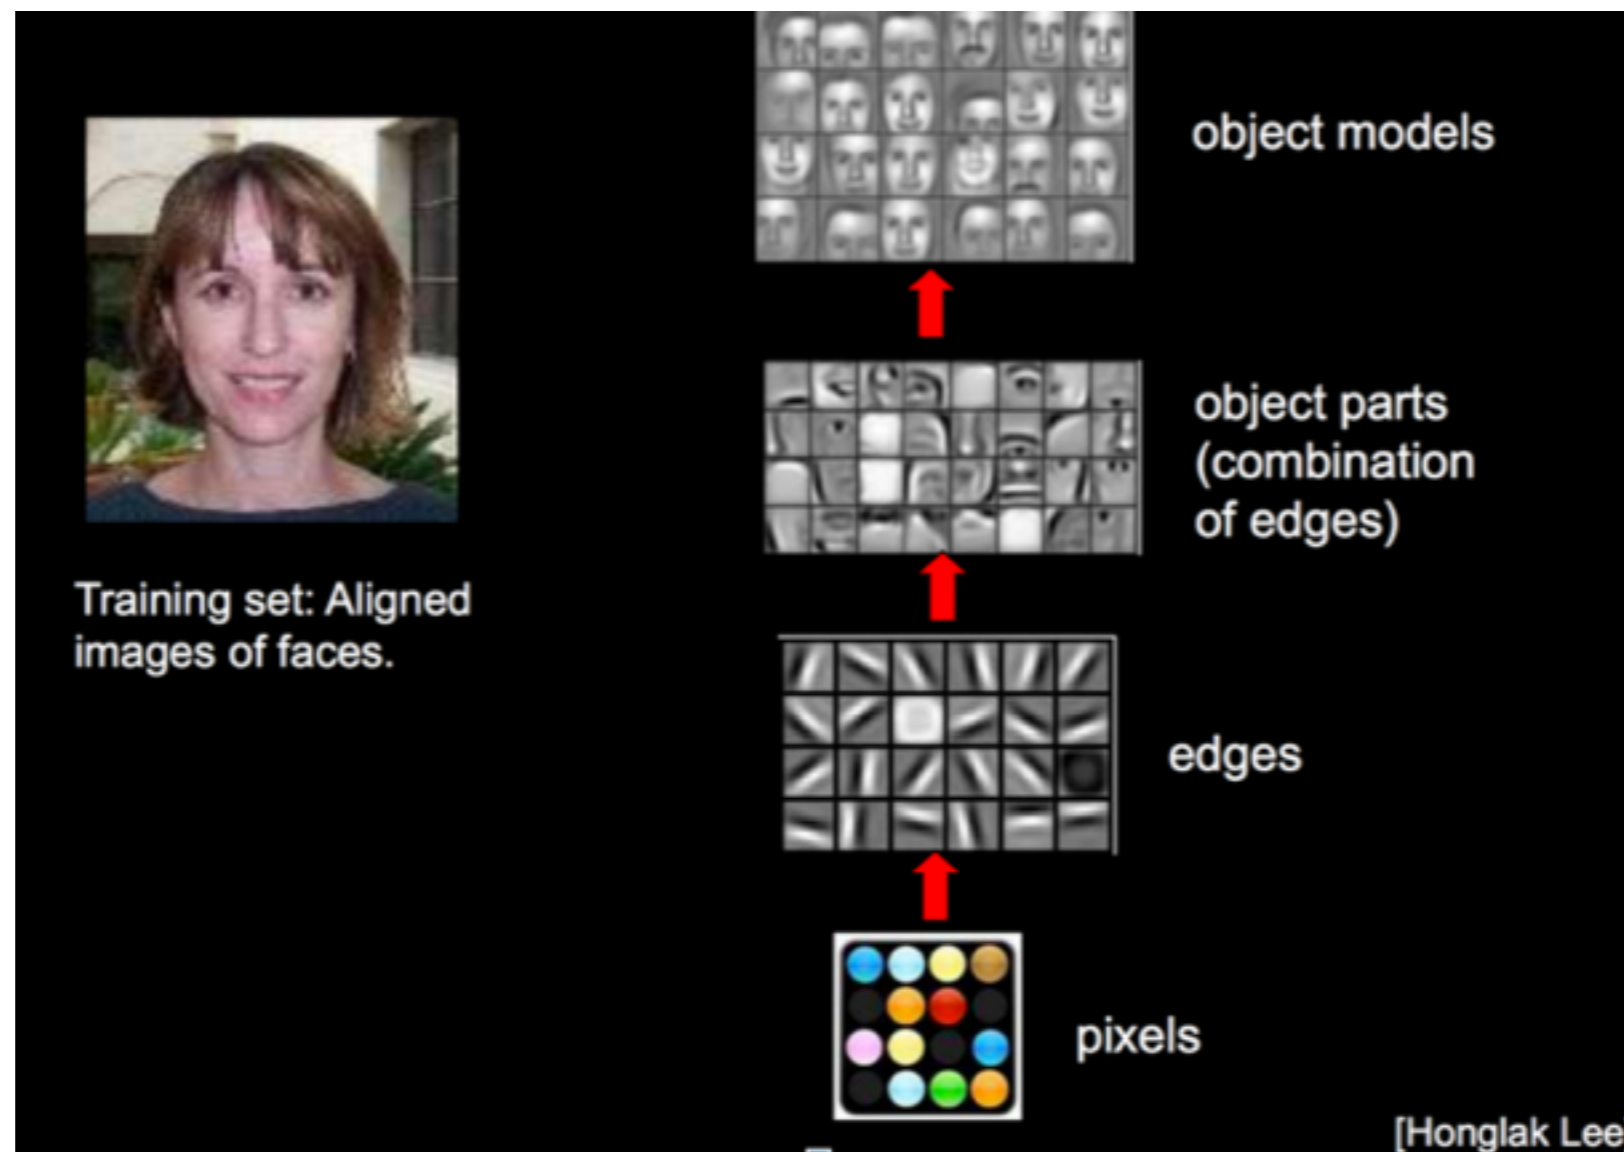 object models
object parts
(combination
of edges)
Training set: Aligned
images of faces.
edges
pixels
[Honglak Lee